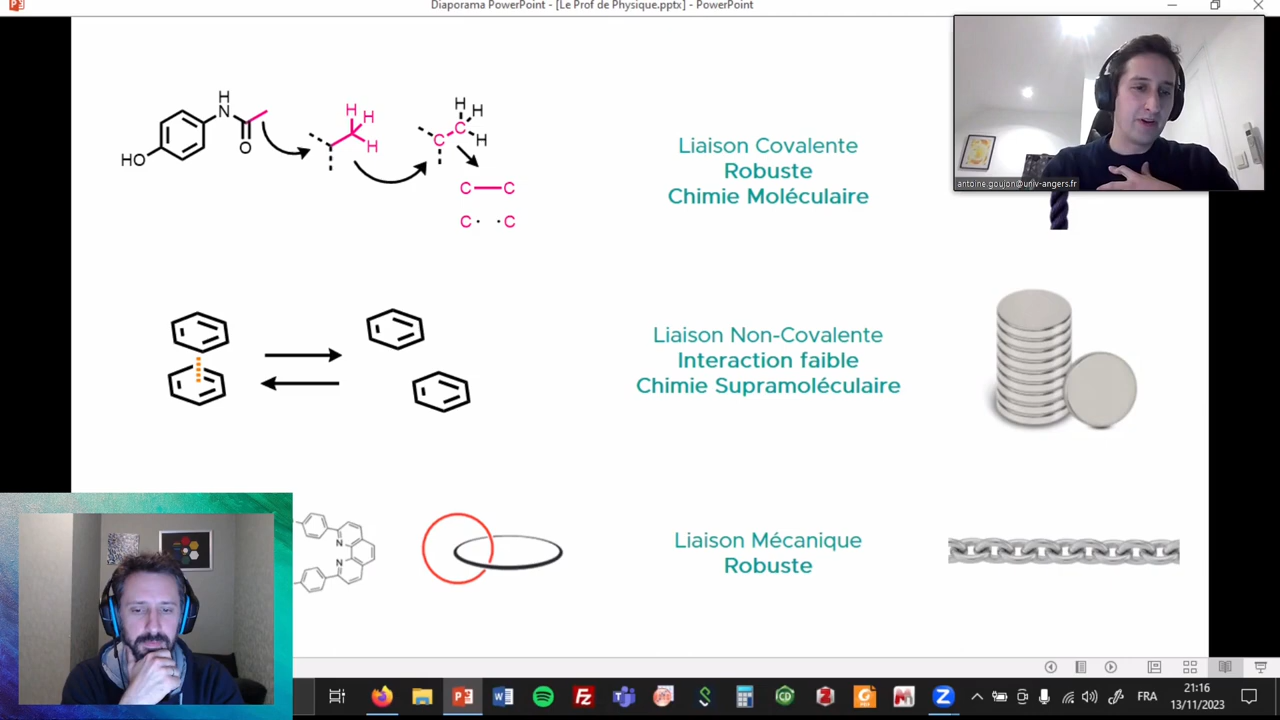 Diaporama PowerPoint - [Le Prof de Physique.pptx] - PowerPoint
antoine.goujon@univ-angers.fr
H
N
O
HO
H H
H
H H
C C H
C C
C C
Liaison Covalente
Robuste
Chimie Moléculaire
Liaison Non-Covalente
Interaction faible
Chimie Supramoléculaire
N
N
Liaison Mécanique
Robuste
FRA
21:16
13/11/2023